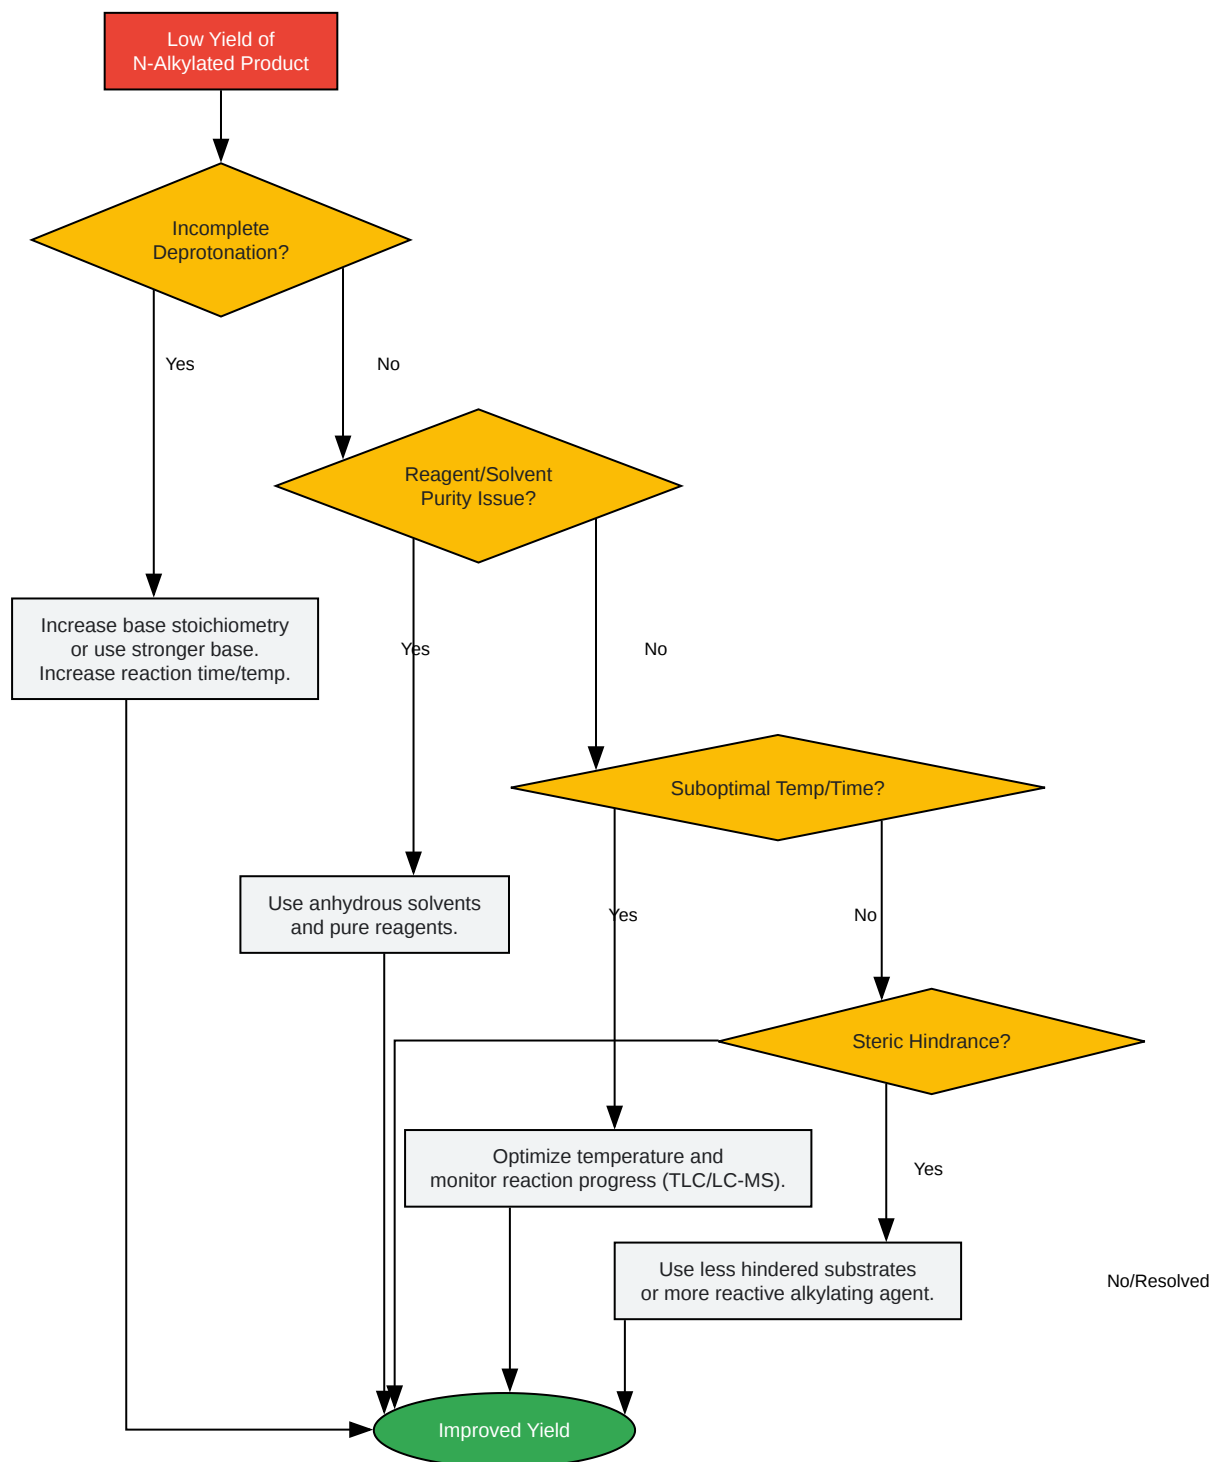 Low Yield of
N-Alkylated Product
Incomplete
Deprotonation?
Yes
No
Reagent/Solvent
Purity Issue?
Increase base stoichiometry
or use stronger base.
Increase reaction time/temp.
Yes
No
Suboptimal Temp/Time?
Use anhydrous solvents
and pure reagents.
Yes
No
Steric Hindrance?
Optimize temperature and
monitor reaction progress (TLC/LC-MS).
Yes
Use less hindered substrates
or more reactive alkylating agent.
No/Resolved
Improved Yield